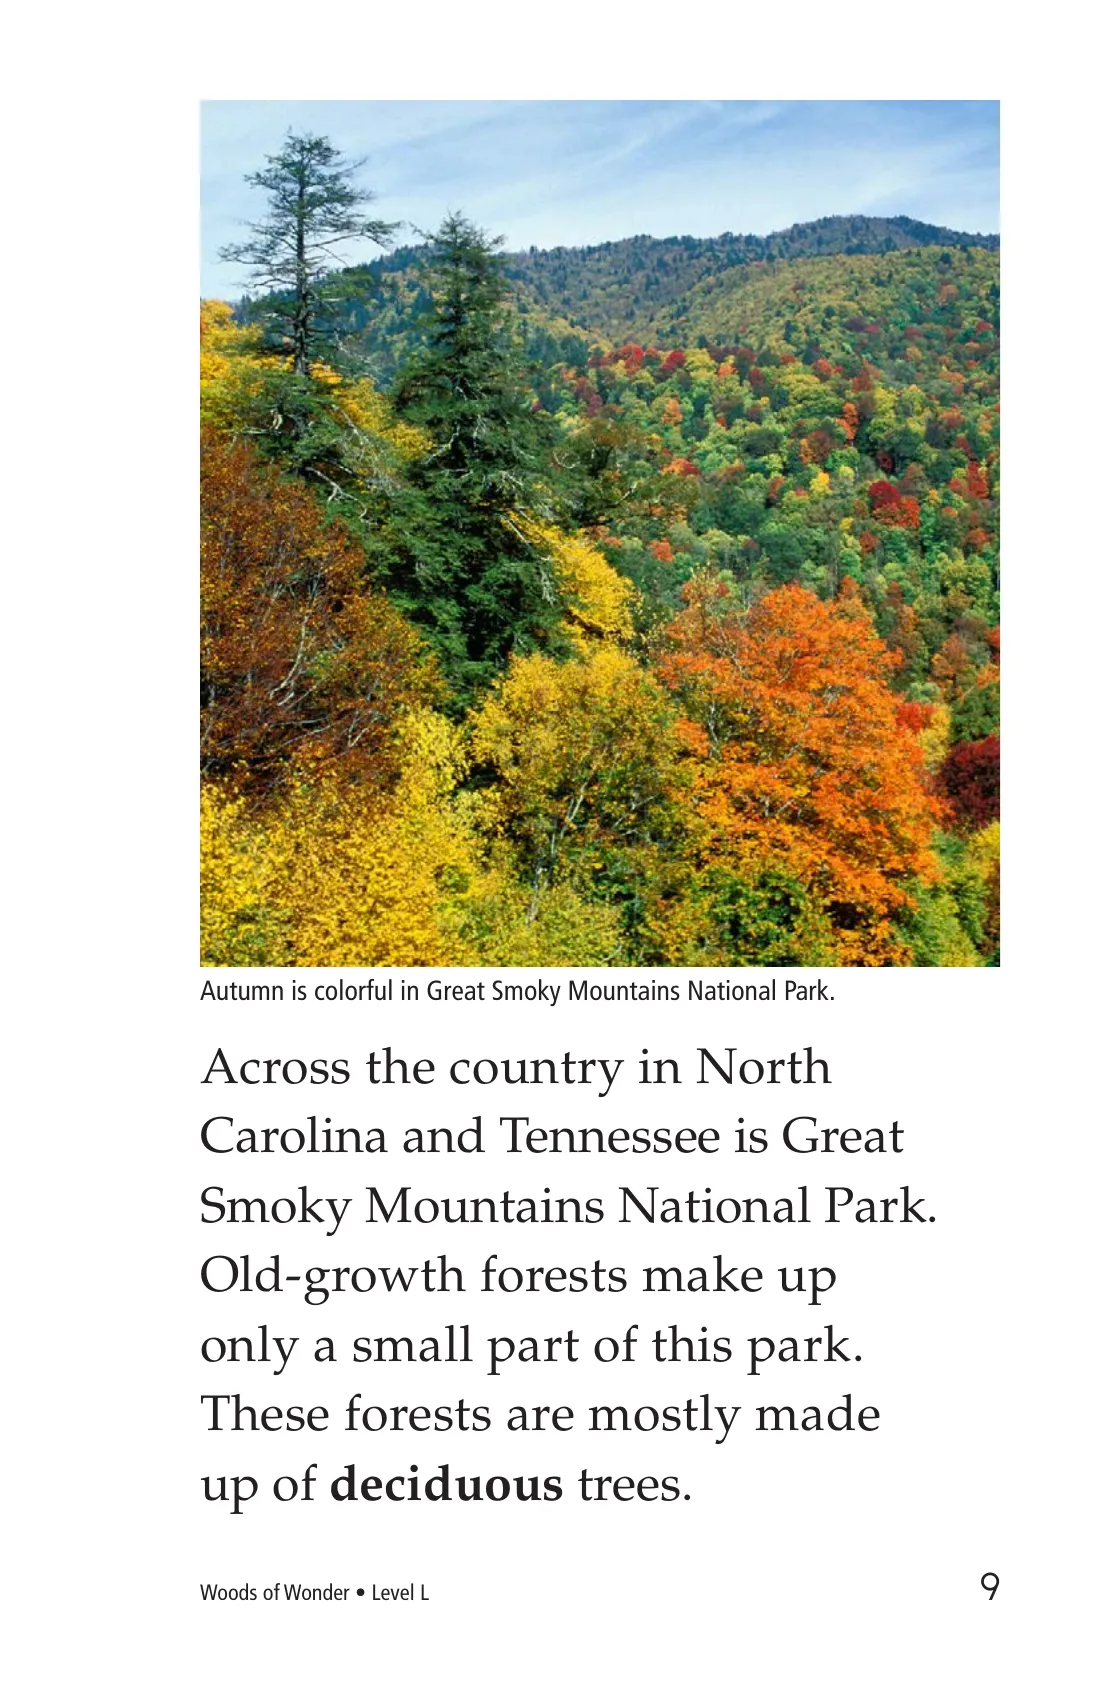 Autumn is colorful in Great Smoky Mountains National Park.
Across the country in North
Carolina and Tennessee is Great
Smoky Mountains National Park.
Old-growth forests make up
only a small part of this park.
These forests are mostly made
up of deciduous trees.
Woods of Wonder • Level L
9